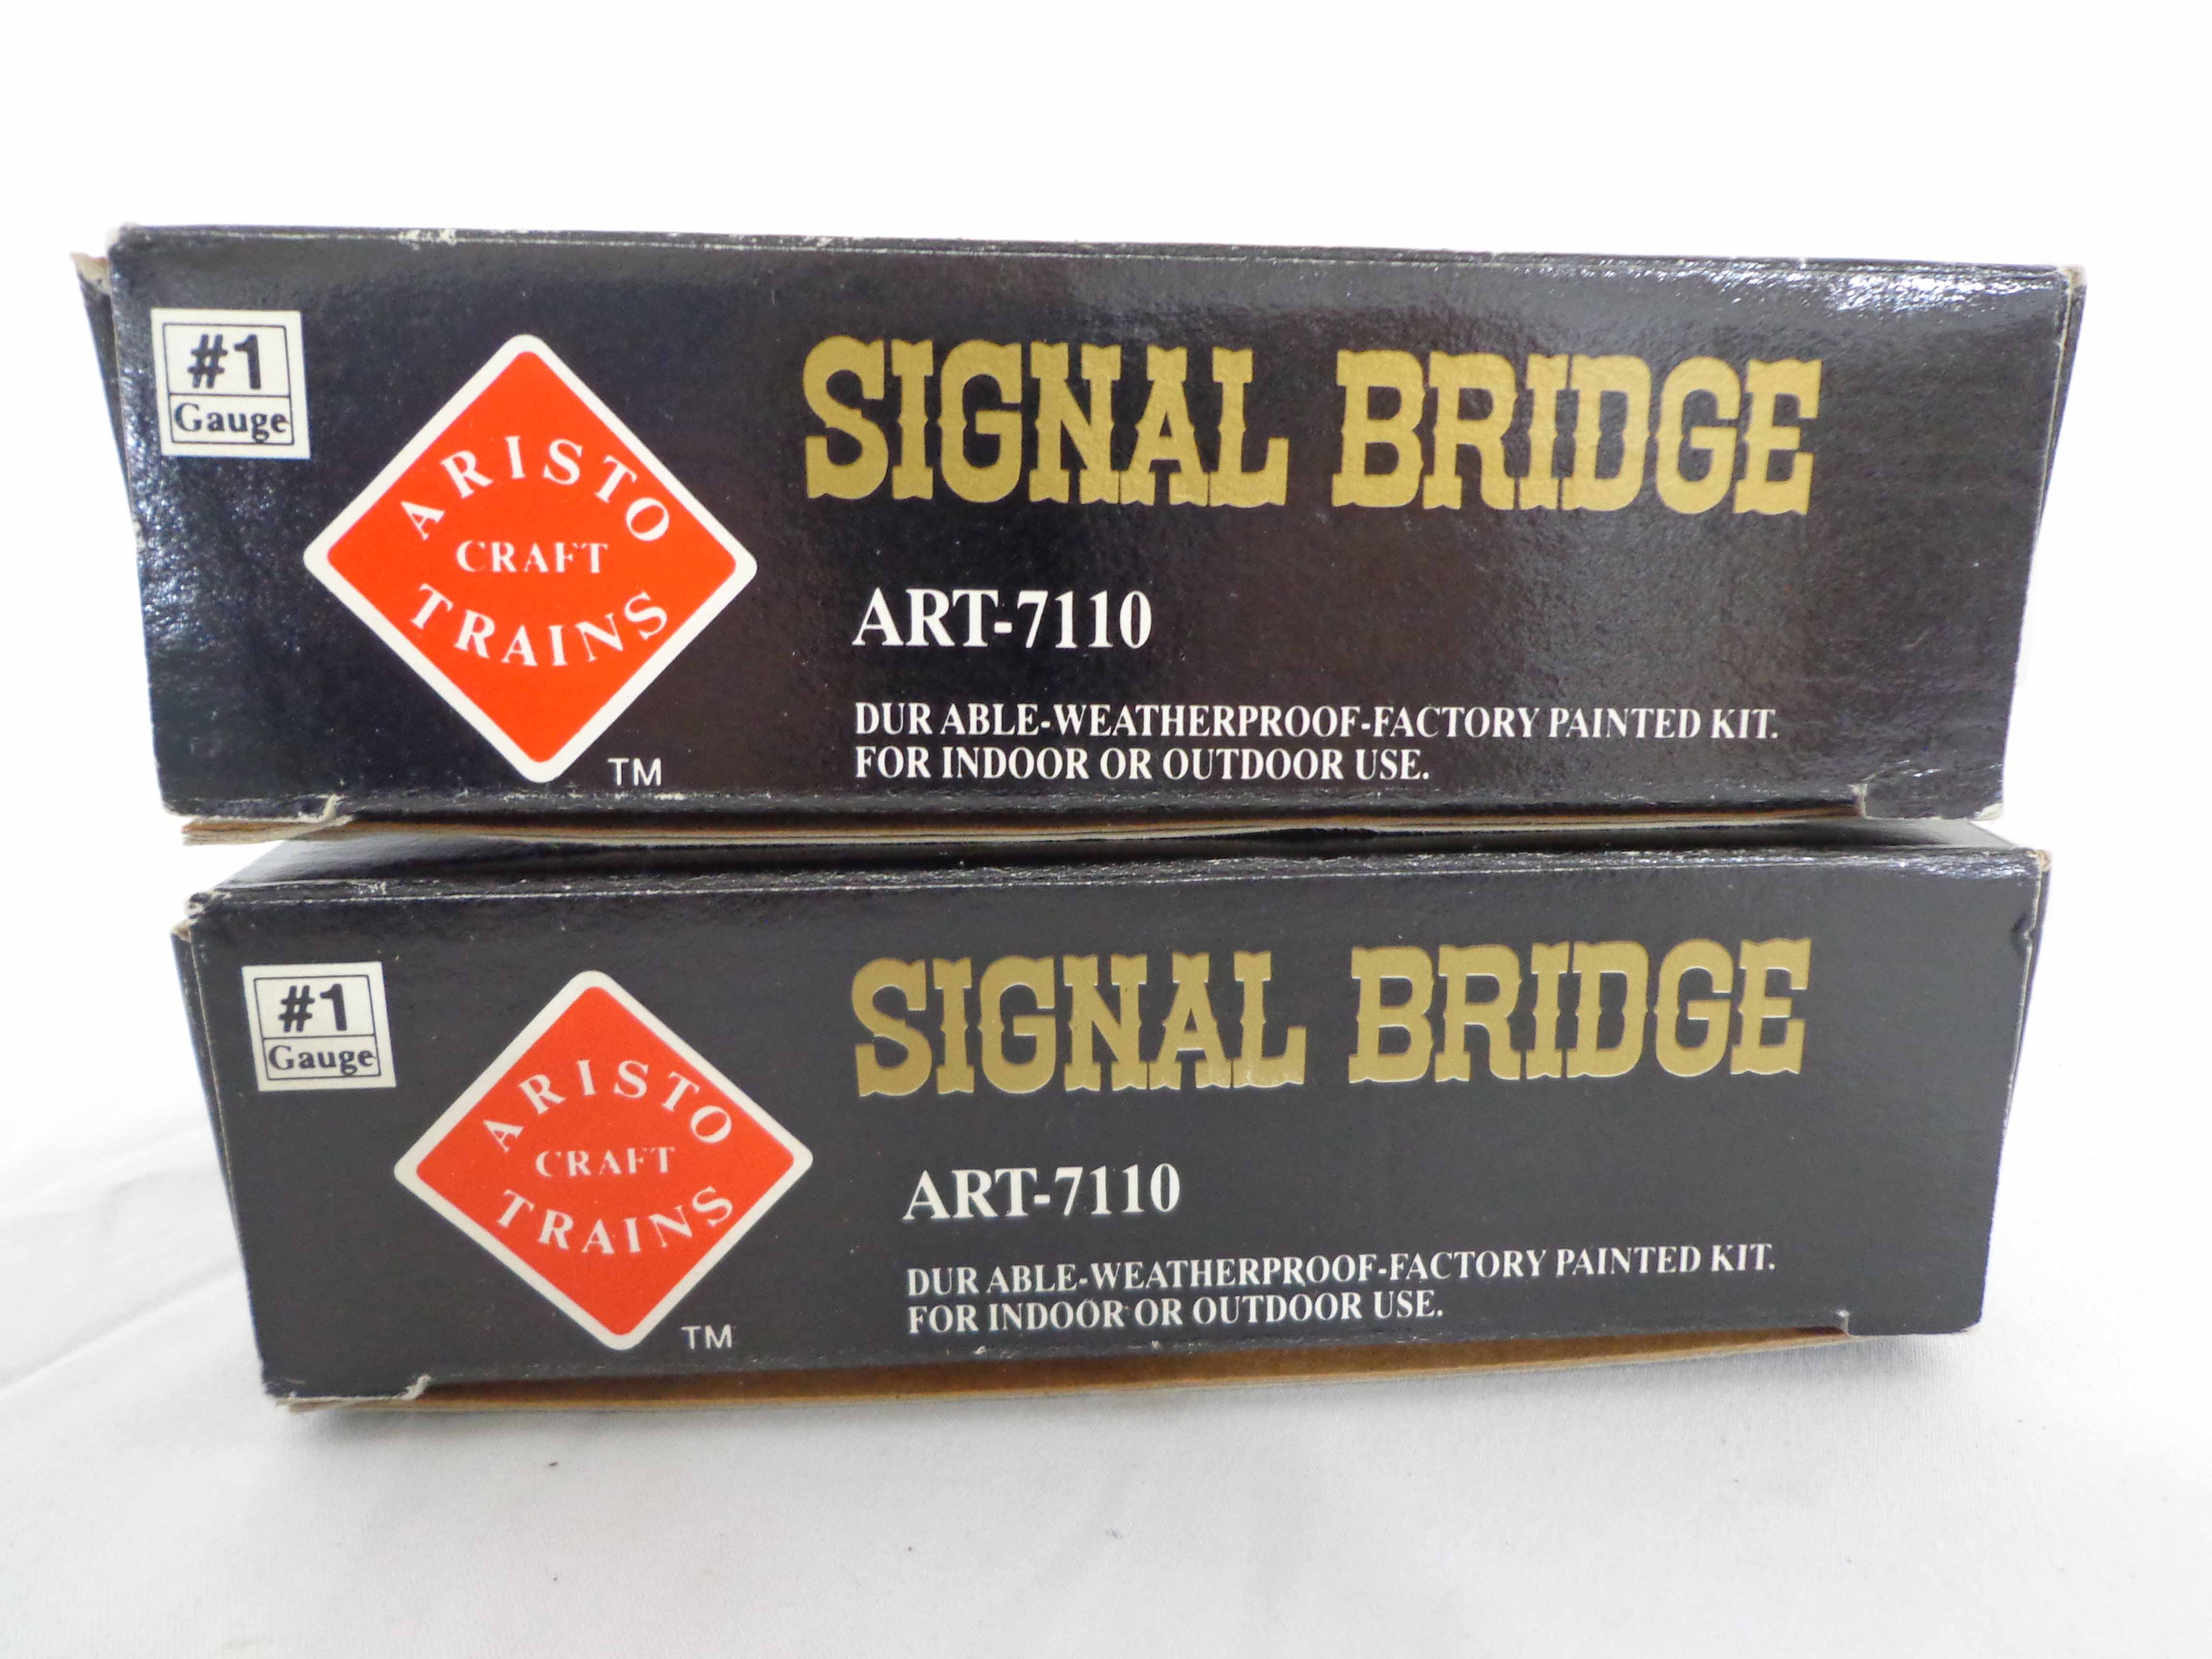 #1
Gauge
ARISTO
CRAFT
TRAINS
TM
SIGNAL BRIDGE
ART-7110
DUR ABLE-WEATHERPROOF-FACTORY PAINTED KIT.
FOR INDOOR OR OUTDOOR USE.
#1
Gauge
ARISTO
CRAFT
TRAINS
TM
SIGNAL BRIDGE
ART-7110
DUR ABLE-WEATHERPROOF-FACTORY PAINTED KIT.
FOR INDOOR OR OUTDOOR USE.